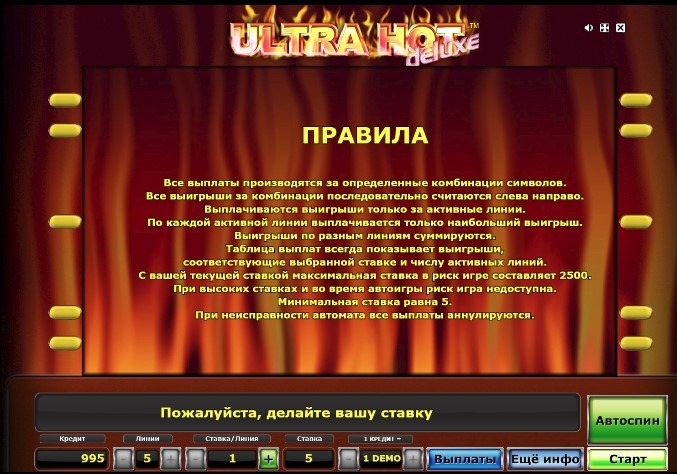 ULTRA HOT™
deluxe
ПРАВИЛА
Все выплаты производятся за определенные комбинации символов.
Все выигрыши за комбинации последовательно считаются слева направо.
Выплачиваются выигрыши только за активные линии.
По каждой активной линии выплачивается только наибольший выигрыш.
Выигрыши по разным линиям суммируются.
Таблица выплат всегда показывает выигрыши,
соответствующие выбранной ставке и числу активных линий.
С вашей текущей ставкой максимальная ставка в риск игре составляет 2500.
При высоких ставках и во время автоигры риск игра недоступна.
Минимальная ставка равна 5.
При неисправности автомата все выплаты аннулируются.
Пожалуйста, делайте вашу ставку
Автоспин
Кредит Линии Ставка/Линия Ставка 1 КРЕДИТ =
995 - 5 + - 1 + 5 - 1 DEMO + Выплаты Ещё инфо Старт